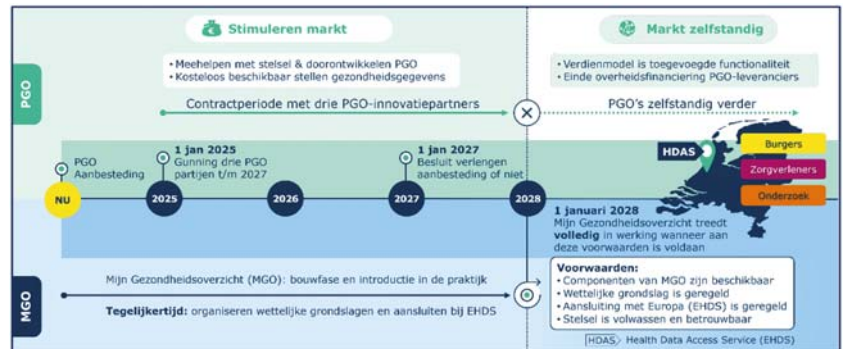 Stimuleren markt
Markt zelfstandig
PGO
• Meehelpen met stelsel & doorontwikkelen PGO
• Kosteloos beschikbaar stellen gezondheidsgegevens
• Verdienmodel is toegevoegde functionaliteit
• Einde overheidsfinanciering PGO-leveranciers
Contractperiode met drie PGO-innovatiepartners
PGO's zelfstandig verder
PGO
Aanbesteding
1 jan 2025
Gunning drie PGO
partijen t/m 2027
1 jan 2027
Besluit verlengen
aanbesteding of niet
HDAS
Burgers
Zorgverleners
Onderzoek
NU
2025
2026
2027
2028
1 januari 2028
Mijn Gezondheidsoverzicht treedt
volledig in werking wanneer aan
deze voorwaarden is voldaan
MGO
Mijn Gezondheidsoverzicht (MGO): bouwfase en introductie in de praktijk
Tegelijkertijd: organiseren wettelijke grondslagen en aansluiten bij EHDS
Voorwaarden:
• Componenten van MGO zijn beschikbaar
• Wettelijke grondslag is geregeld
• Aansluiting met Europa (EHDS) is geregeld
• Stelsel is volwassen en betrouwbaar
HDAS Health Data Access Service (EHDS)